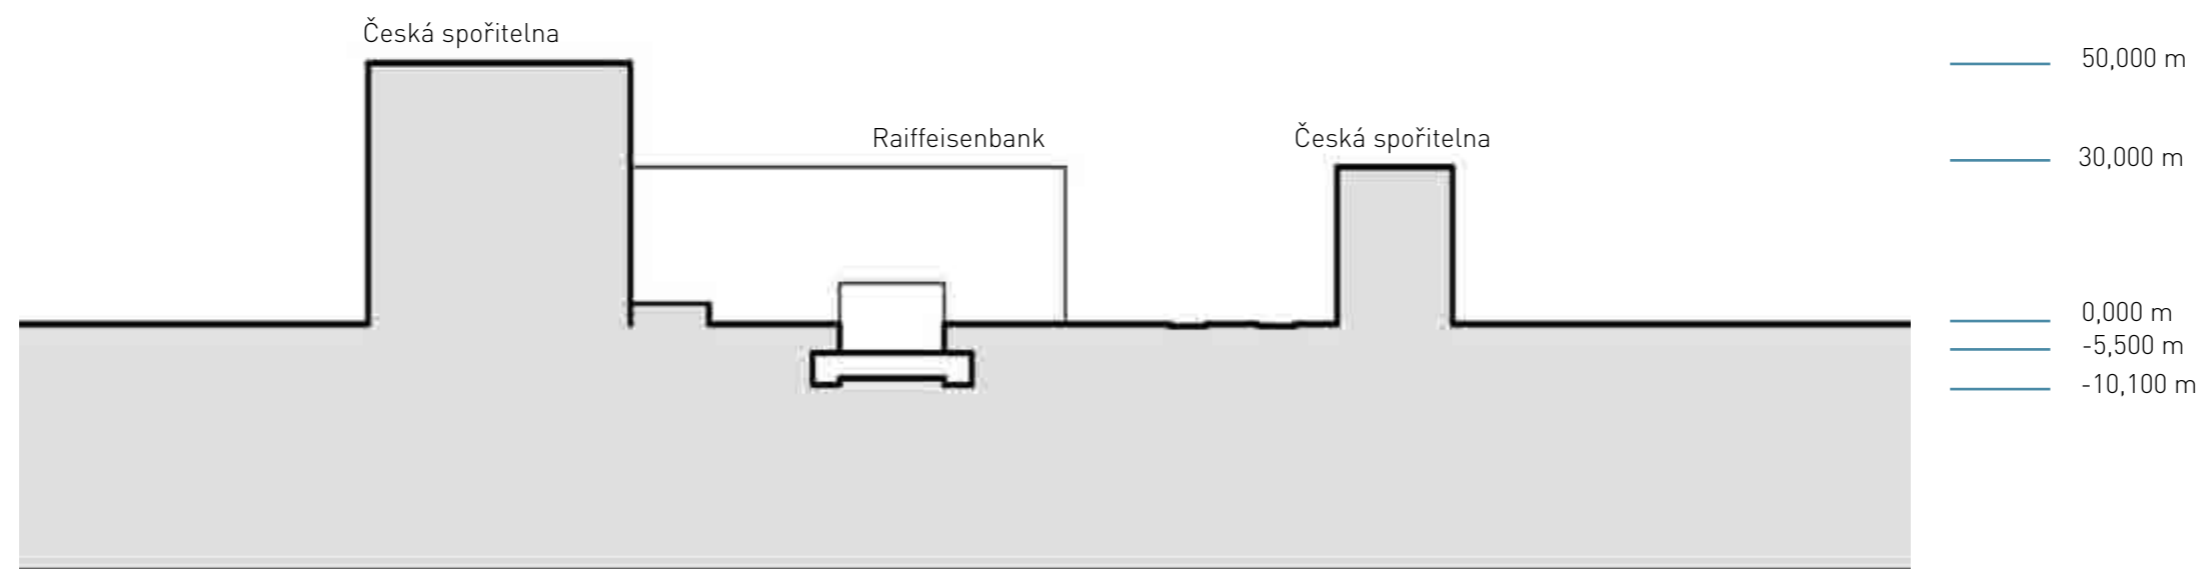 Česká spořitelna
50,000 m
Raiffeisenbank
Česká spořitelna
30,000 m
0,000 m
-5,500 m
-10,100 m